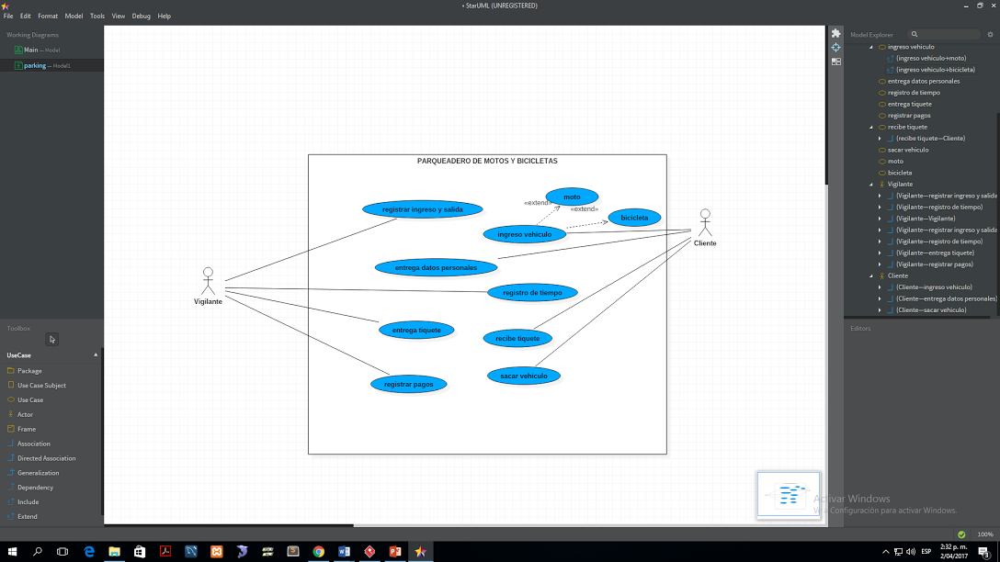 • StarUML (UNREGISTERED)
File Edit Format Model Tools View Debug Help
Working Diagrams
Main — Model
parking — Model1
Toolbox
UseCase
Package
Use Case Subject
Use Case
Actor
Frame
Association
Directed Association
Generalization
Dependency
Include
Extend
PARQUEADERO DE MOTOS Y BICICLETAS
moto
«extend»
registrar ingreso y salida
«extend»
bicicleta
ingreso vehiculo
Cliente
entrega datos personales
registro de tiempo
Vigilante
entrega tiquete
recibe tiquete
sacar vehiculo
registrar pagos
Model Explorer
ingreso vehiculo
(ingreso vehiculo→moto)
(ingreso vehiculo→bicicleta)
entrega datos personales
registro de tiempo
entrega tiquete
registrar pagos
recibe tiquete
(recibe tiquete—Cliente)
sacar vehiculo
moto
bicicleta
Vigilante
(Vigilante—registrar ingreso y salida
(Vigilante—registro de tiempo)
(Vigilante—Vigilante)
(Vigilante—registrar ingreso y salida
(Vigilante—registro de tiempo)
(Vigilante—entrega tiquete)
(Vigilante—registrar pagos)
Cliente
(Cliente—ingreso vehiculo)
(Cliente—entrega datos personales)
(Cliente—sacar vehiculo)
Editors
Activar Windows
Ve a Configuración para activar Windows.
100%
ESP
2:32 p. m.
2/04/2017